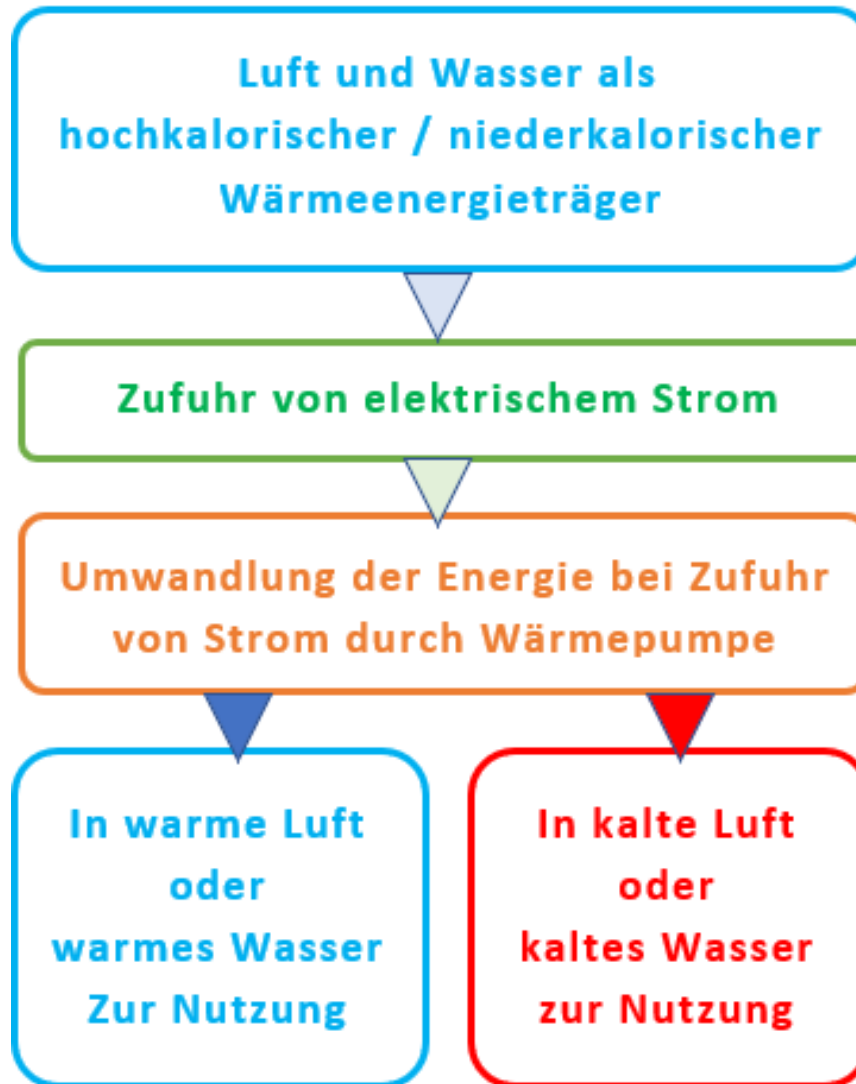 Luft und Wasser als
hochkalorischer / niederkalorischer
Wärmeenergieträger
Zufuhr von elektrischem Strom
Umwandlung der Energie bei Zufuhr
von Strom durch Wärmepumpe
In warme Luft
oder
warmes Wasser
Zur Nutzung
In kalte Luft
oder
kaltes Wasser
zur Nutzung